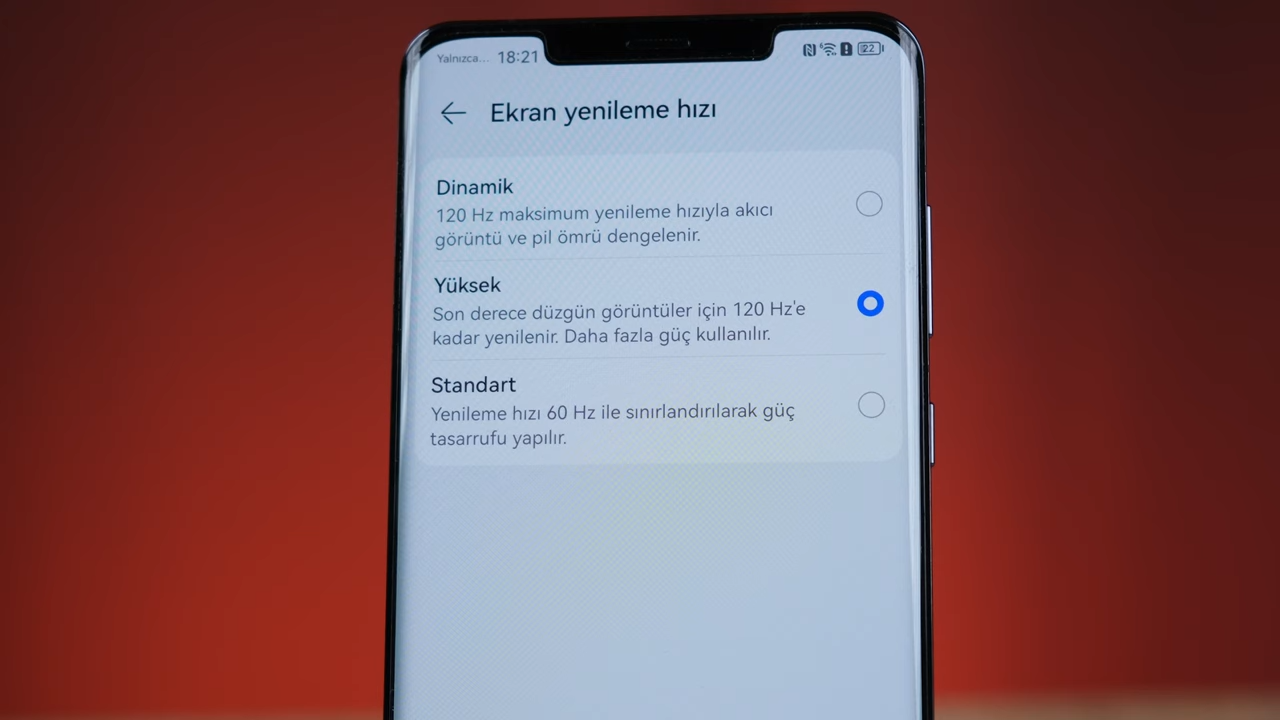 Yalnızca... 18:21 22
Ekran yenileme hızı
Dinamik
120 Hz maksimum yenileme hızıyla akıcı
görüntü ve pil ömrü dengelenir.
Yüksek
Son derece düzgün görüntüler için 120 Hz'e
kadar yenilenir. Daha fazla güç kullanılır.
Standart
Yenileme hızı 60 Hz ile sınırlandırılarak güç
tasarrufu yapılır.